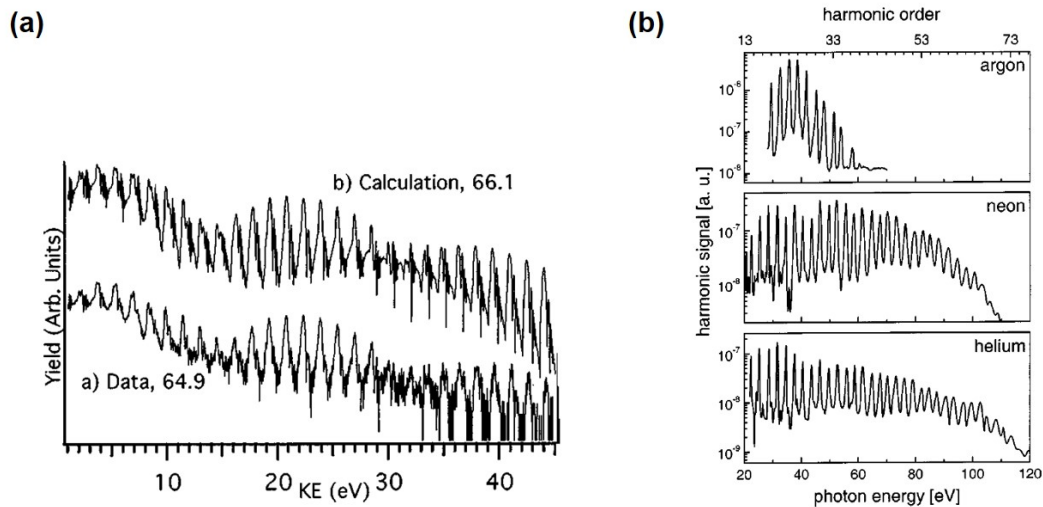 (a)
b) Calculation, 66.1
a) Data, 64.9
Yield (Arb. Units)
10 20 30 40
KE (eV)
(b)
harmonic order
13 33 53 73
argon
10⁻⁶
10⁻⁷
10⁻⁸
neon
10⁻⁷
10⁻⁸
helium
10⁻⁷
10⁻⁸
10⁻⁹
harmonic signal [a. u.]
20 40 60 80 100 120
photon energy [eV]